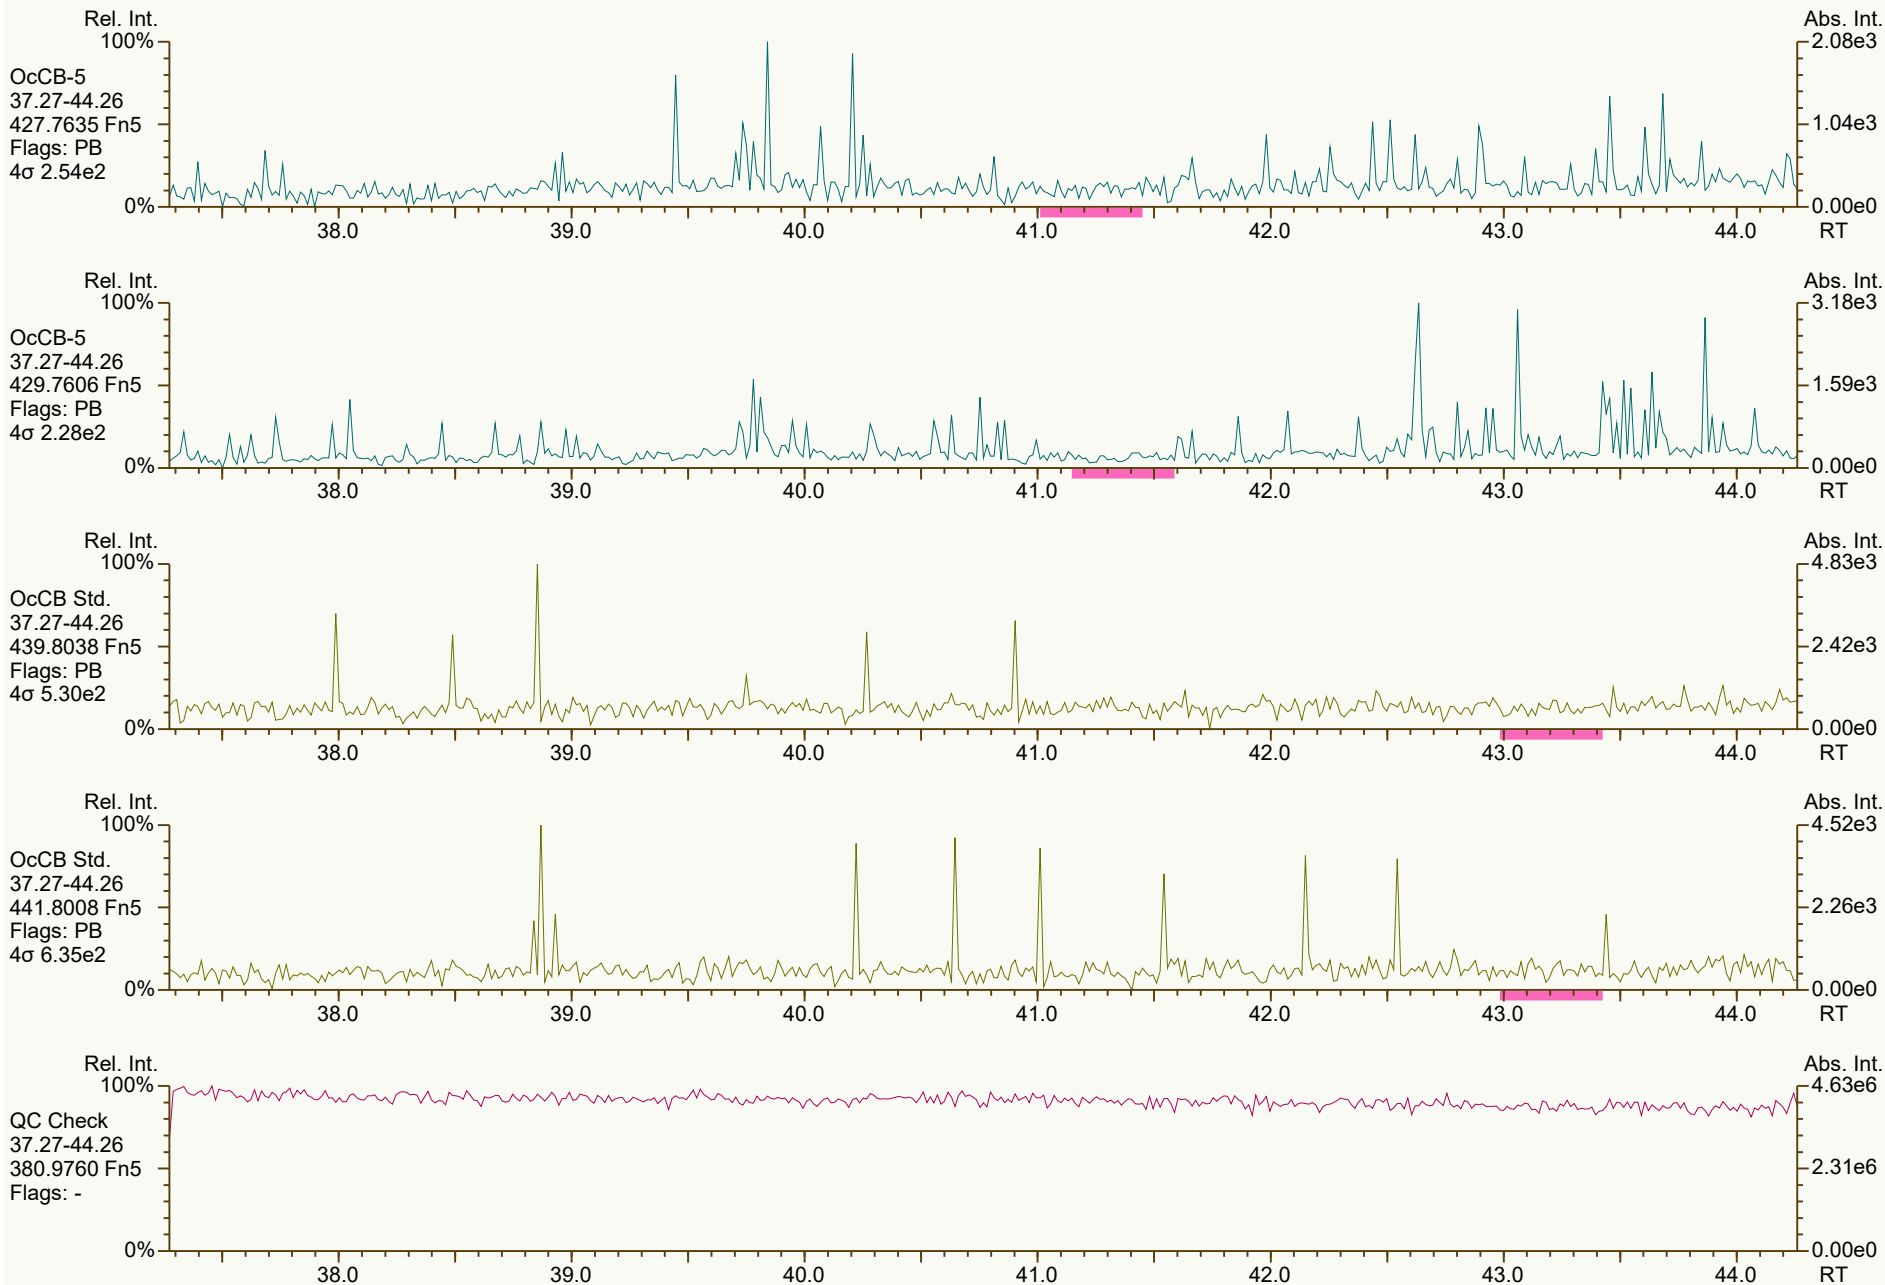 Rel. Int.
Abs. Int.
100%
2.08e3
OcCB-5
37.27-44.26
427.7635 Fn5
Flags: PB
4σ 2.54e2
1.04e3
0%
0.00e0
38.0 39.0 40.0 41.0 42.0 43.0 44.0 RT
Rel. Int.
Abs. Int.
100%
3.18e3
OcCB-5
37.27-44.26
429.7606 Fn5
Flags: PB
4σ 2.28e2
1.59e3
0%
0.00e0
38.0 39.0 40.0 41.0 42.0 43.0 44.0 RT
Rel. Int.
Abs. Int.
100%
4.83e3
OcCB Std.
37.27-44.26
439.8038 Fn5
Flags: PB
4σ 5.30e2
2.42e3
0%
0.00e0
38.0 39.0 40.0 41.0 42.0 43.0 44.0 RT
Rel. Int.
Abs. Int.
100%
4.52e3
OcCB Std.
37.27-44.26
441.8008 Fn5
Flags: PB
4σ 6.35e2
2.26e3
0%
0.00e0
38.0 39.0 40.0 41.0 42.0 43.0 44.0 RT
Rel. Int.
Abs. Int.
100%
4.63e6
QC Check
37.27-44.26
380.9760 Fn5
Flags: -
2.31e6
0%
0.00e0
38.0 39.0 40.0 41.0 42.0 43.0 44.0 RT